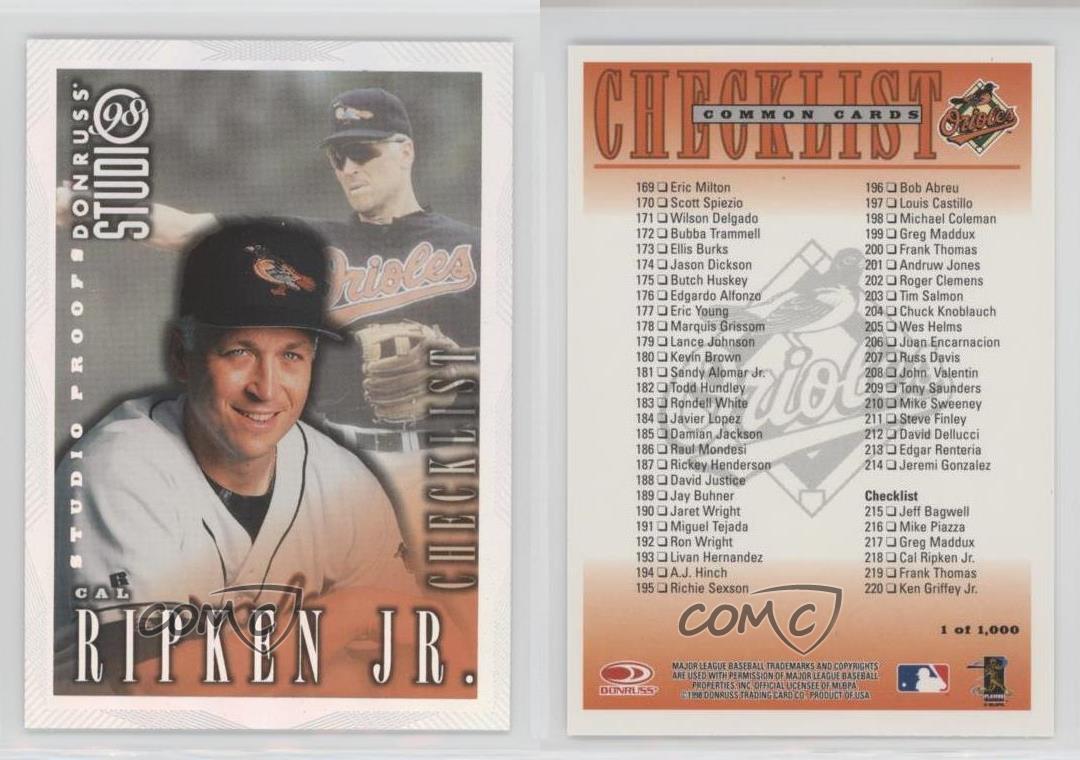 STUDIO PROOFS DONRUSS
STUDIO 98
Orioles
CHECKLIST
CAL
RIPKEN JR.
COMC
CHECKLIST
COMMON CARDS
Orioles
169 Eric Milton
170 Scott Spiezio
171 Wilson Delgado
172 Bubba Trammell
173 Ellis Burks
174 Jason Dickson
175 Butch Huskey
176 Edgardo Alfonzo
177 Eric Young
178 Marquis Grissom
179 Lance Johnson
180 Kevin Brown
181 Sandy Alomar Jr.
182 Todd Hundley
183 Rondell White
184 Javier Lopez
185 Damian Jackson
186 Raul Mondesi
187 Rickey Henderson
188 David Justice
189 Jay Buhner
190 Jaret Wright
191 Miguel Tejada
192 Ron Wright
193 Livan Hernandez
194 A.J. Hinch
195 Richie Sexson
196 Bob Abreu
197 Louis Castillo
198 Michael Coleman
199 Greg Maddux
200 Frank Thomas
201 Andruw Jones
202 Roger Clemens
203 Tim Salmon
204 Chuck Knoblauch
205 Wes Helms
206 Juan Encarnacion
207 Russ Davis
208 John Valentin
209 Tony Saunders
210 Mike Sweeney
211 Steve Finley
212 David Dellucci
213 Edgar Renteria
214 Jeremi Gonzalez
Checklist
215 Jeff Bagwell
216 Mike Piazza
217 Greg Maddux
218 Cal Ripken Jr.
219 Frank Thomas
220 Ken Griffey Jr.
Orioles
COMC
1 of 1,000
DONRUSS
MAJOR LEAGUE BASEBALL TRADEMARKS AND COPYRIGHTS
ARE USED WITH PERMISSION OF MAJOR LEAGUE BASEBALL
PROPERTIES, INC. OFFICIAL LICENSEE OF MLBPA.
©1998 DONRUSS TRADING CARD CO., PRODUCT OF USA
PLAYERS